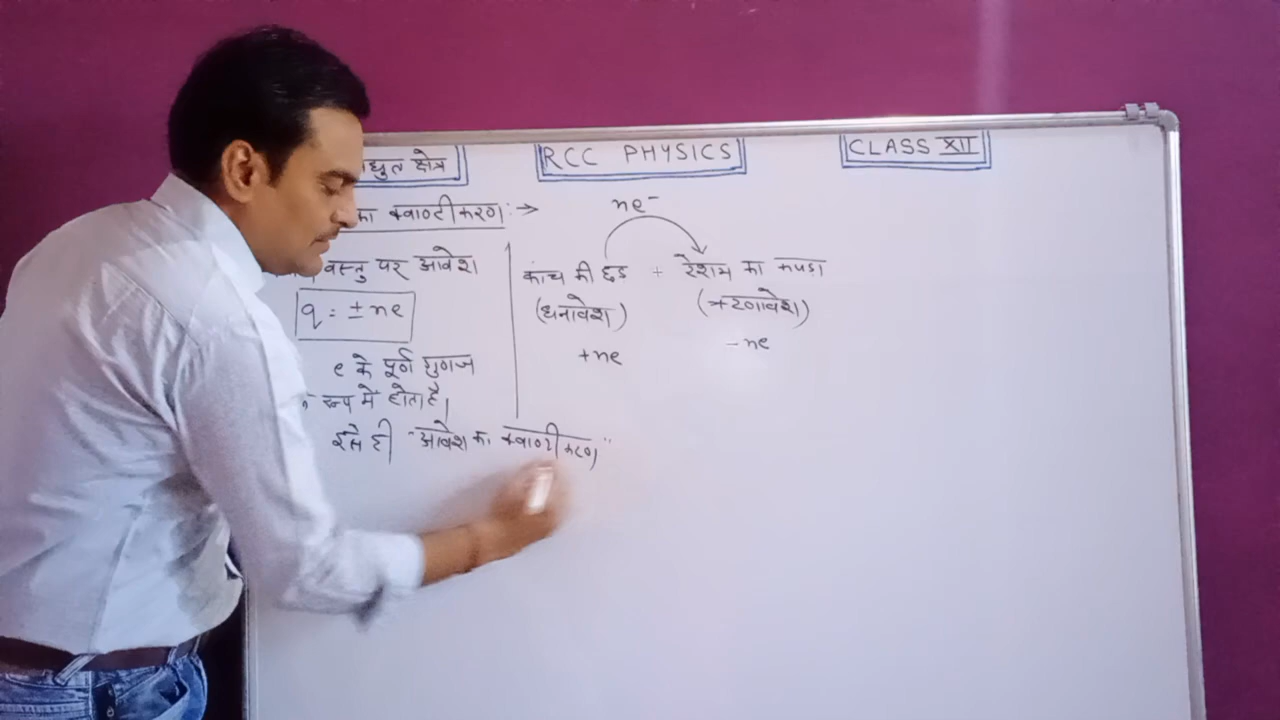 द्युत क्षेत्र
RCC PHYSICS
CLASS XII
का क्वाण्टीकरण :→
वस्तु पर आवेश
q = ± ne
e के पूर्ण गुणज
रूप में होता है।
इसे ही "आवेश का क्वाण्टीकरण"
ne⁻
कांच की छड़ + रेशम का कपड़ा
(धनावेश) (ऋणावेश)
+ne -ne